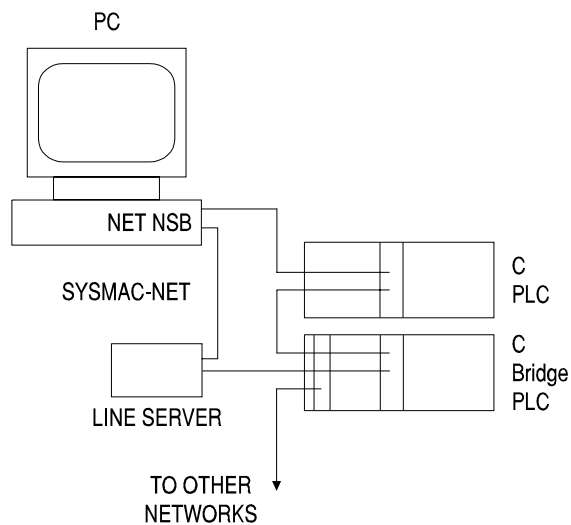 PC
NET NSB
SYSMAC-NET
C
PLC
C
Bridge
PLC
LINE SERVER
TO OTHER
NETWORKS